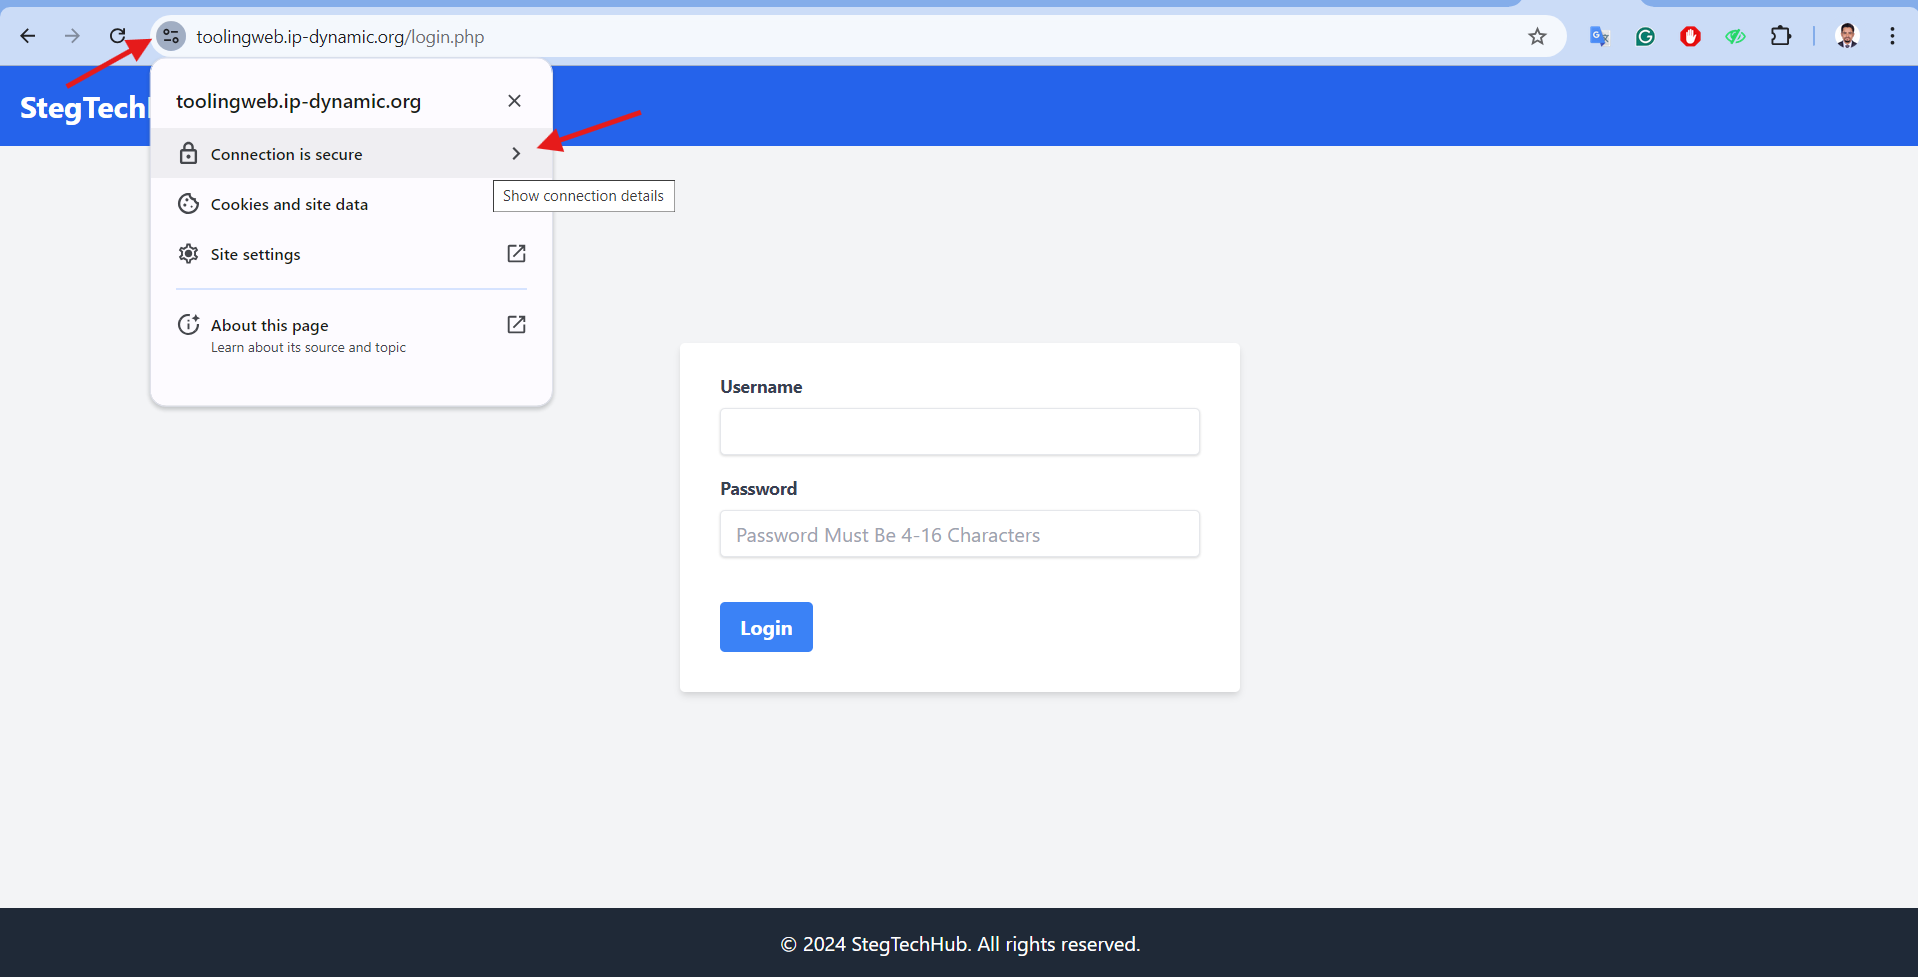 toolingweb.ip-dynamic.org/login.php
StegTech
toolingweb.ip-dynamic.org
Connection is secure
Show connection details
Cookies and site data
Site settings
About this page
Learn about its source and topic
Username
Password
Password Must Be 4-16 Characters
Login
© 2024 StegTechHub. All rights reserved.